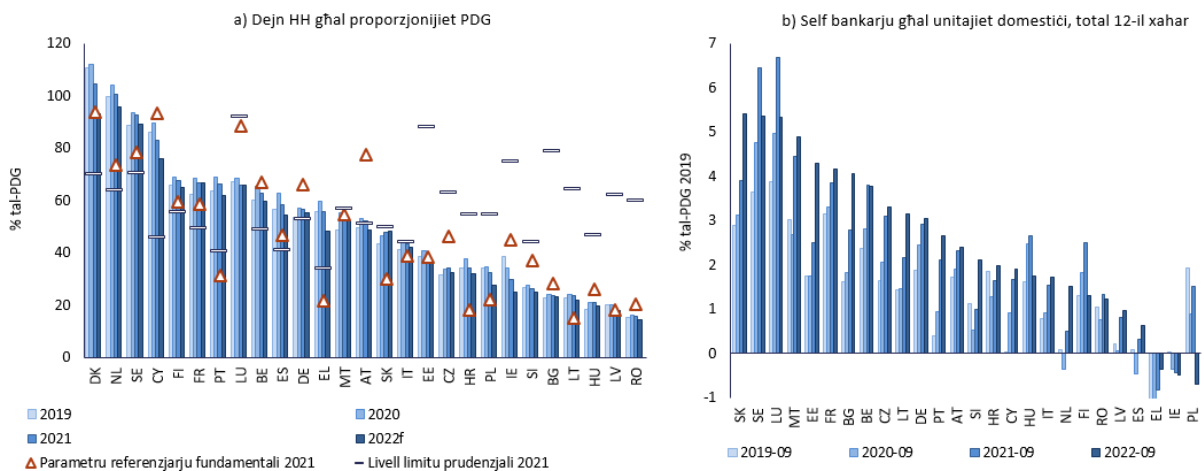 a) Dejn HH għal proporzjonijiet PDG
% tal-PDG
120
100
80
60
40
20
0
DK NL SE CY FI FR PT LU BE ES DE EL MT AT SK IT EE CZ HR PL IE SI BG LT HU LV RO
2019 2020
2021 2022f
Parametru referenzjarju fundamentali 2021 Livell limitu prudenzjali 2021
b) Self bankarju għal unitajiet domestiċi, total 12-il xahar
% tal-PDG 2019
7
6
5
4
3
2
1
0
-1
SK SE LU MT EE FR BG BE CZ LT DE PT AT SI HR CY HU IT NL FI RO LV ES EL IE PL
2019-09 2020-09 2021-09 2022-09